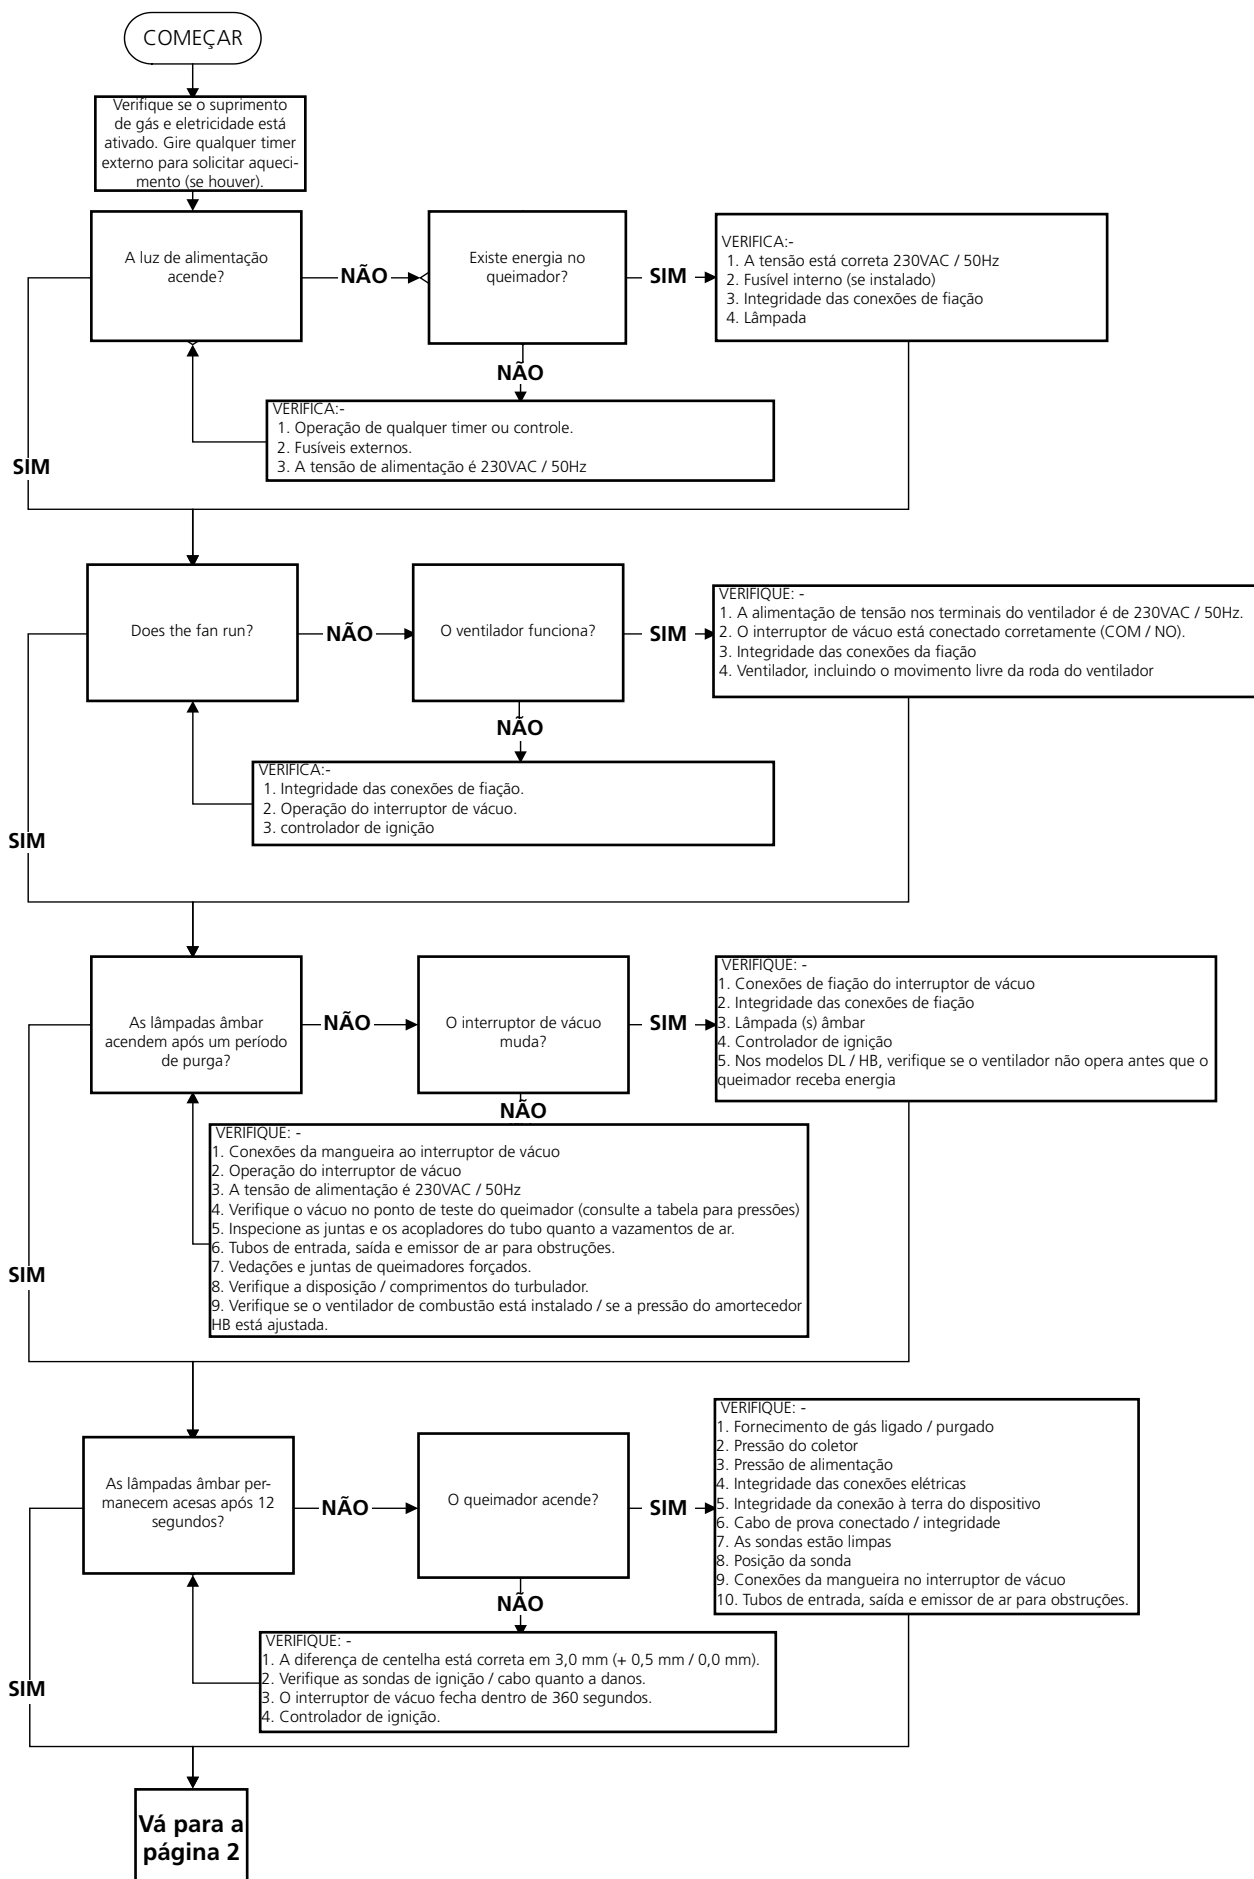 COMEÇAR
Verifique se o suprimento
de gás e eletricidade está
ativado. Gire qualquer timer
externo para solicitar aqueci-
mento (se houver).
A luz de alimentação
acende?
NÃO
Existe energia no
queimador?
SIM
VERIFICA:-
1. A tensão está correta 230VAC / 50Hz
2. Fusível interno (se instalado)
3. Integridade das conexões de fiação
4. Lâmpada
NÃO
VERIFICA:-
1. Operação de qualquer timer ou controle.
2. Fusíveis externos.
3. A tensão de alimentação é 230VAC / 50Hz
SIM
Does the fan run?
NÃO
O ventilador funciona?
SIM
VERIFIQUE: -
1. A alimentação de tensão nos terminais do ventilador é de 230VAC / 50Hz.
2. O interruptor de vácuo está conectado corretamente (COM / NO).
3. Integridade das conexões da fiação
4. Ventilador, incluindo o movimento livre da roda do ventilador
NÃO
VERIFICA:-
1. Integridade das conexões de fiação.
2. Operação do interruptor de vácuo.
3. controlador de ignição
SIM
As lâmpadas âmbar
acendem após um período
de purga?
NÃO
O interruptor de vácuo
muda?
SIM
VERIFIQUE: -
1. Conexões de fiação do interruptor de vácuo
2. Integridade das conexões de fiação
3. Lâmpada (s) âmbar
4. Controlador de ignição
5. Nos modelos DL / HB, verifique se o ventilador não opera antes que o
queimador receba energia
NÃO
VERIFIQUE: -
1. Conexões da mangueira ao interruptor de vácuo
2. Operação do interruptor de vácuo
3. A tensão de alimentação é 230VAC / 50Hz
4. Verifique o vácuo no ponto de teste do queimador (consulte a tabela para pressões)
5. Inspecione as juntas e os acopladores do tubo quanto a vazamentos de ar.
6. Tubos de entrada, saída e emissor de ar para obstruções.
7. Vedações e juntas de queimadores forçados.
8. Verifique a disposição / comprimentos do turbulador.
9. Verifique se o ventilador de combustão está instalado / se a pressão do amortecedor
HB está ajustada.
SIM
As lâmpadas âmbar per-
manecem acesas após 12
segundos?
NÃO
O queimador acende?
SIM
VERIFIQUE: -
1. Fornecimento de gás ligado / purgado
2. Pressão do coletor
3. Pressão de alimentação
4. Integridade das conexões elétricas
5. Integridade da conexão à terra do dispositivo
6. Cabo de prova conectado / integridade
7. As sondas estão limpas
8. Posição da sonda
9. Conexões da mangueira no interruptor de vácuo
10. Tubos de entrada, saída e emissor de ar para obstruções.
NÃO
VERIFIQUE: -
1. A diferença de centelha está correta em 3,0 mm (+ 0,5 mm / 0,0 mm).
2. Verifique as sondas de ignição / cabo quanto a danos.
3. O interruptor de vácuo fecha dentro de 360 segundos.
4. Controlador de ignição.
SIM
Vá para a
página 2